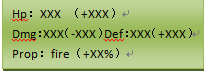 Hp: XXX （+XXX）
Dmg:XXX(-XXX)Def:XXX(+XXX)
Prop: fire (+XX%)